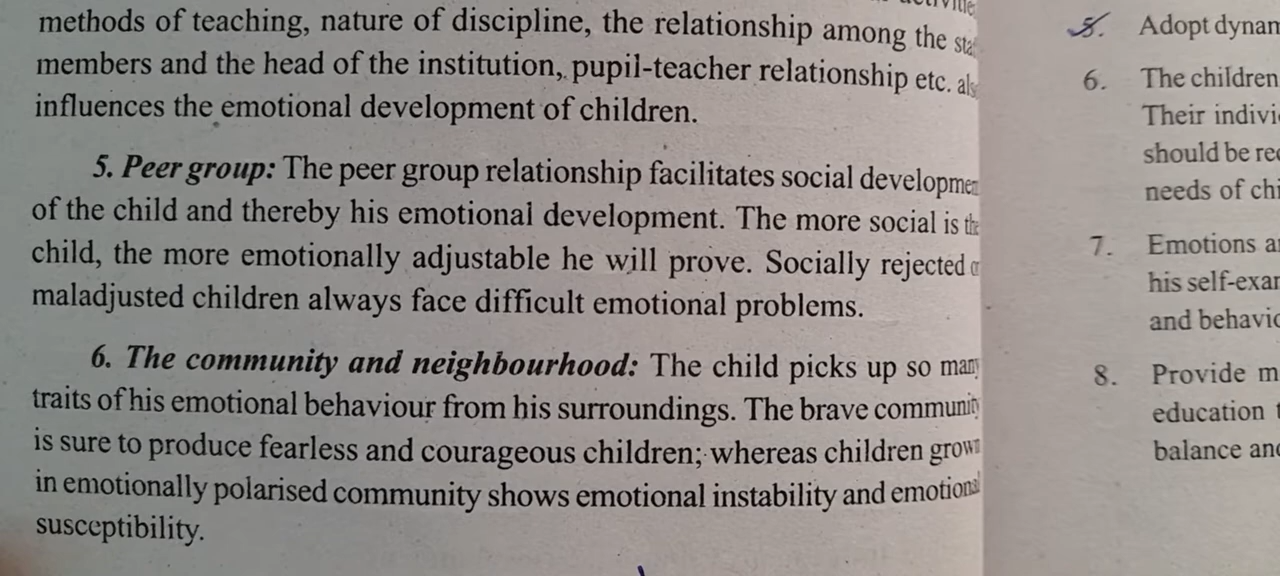 methods of teaching, nature of discipline, the relationship among the
members and the head of the institution, pupil-teacher relationship etc.
influences the emotional development of children.
5. Peer group: The peer group relationship facilitates social
of the child and thereby his emotional development. The more social is the
child, the more emotionally adjustable he will prove. Socially rejected or
maladjusted children always face difficult emotional problems.
6. The community and neighbourhood: The child picks up so many
traits of his emotional behaviour from his surroundings. The brave community
is sure to produce fearless and courageous children; whereas children grown
in emotionally polarised community shows emotional instability and emotional
susceptibility.
5. Adopt
6. The children
Their
should be
needs of
7. Emotions
his
and
8. Provide
education
balance